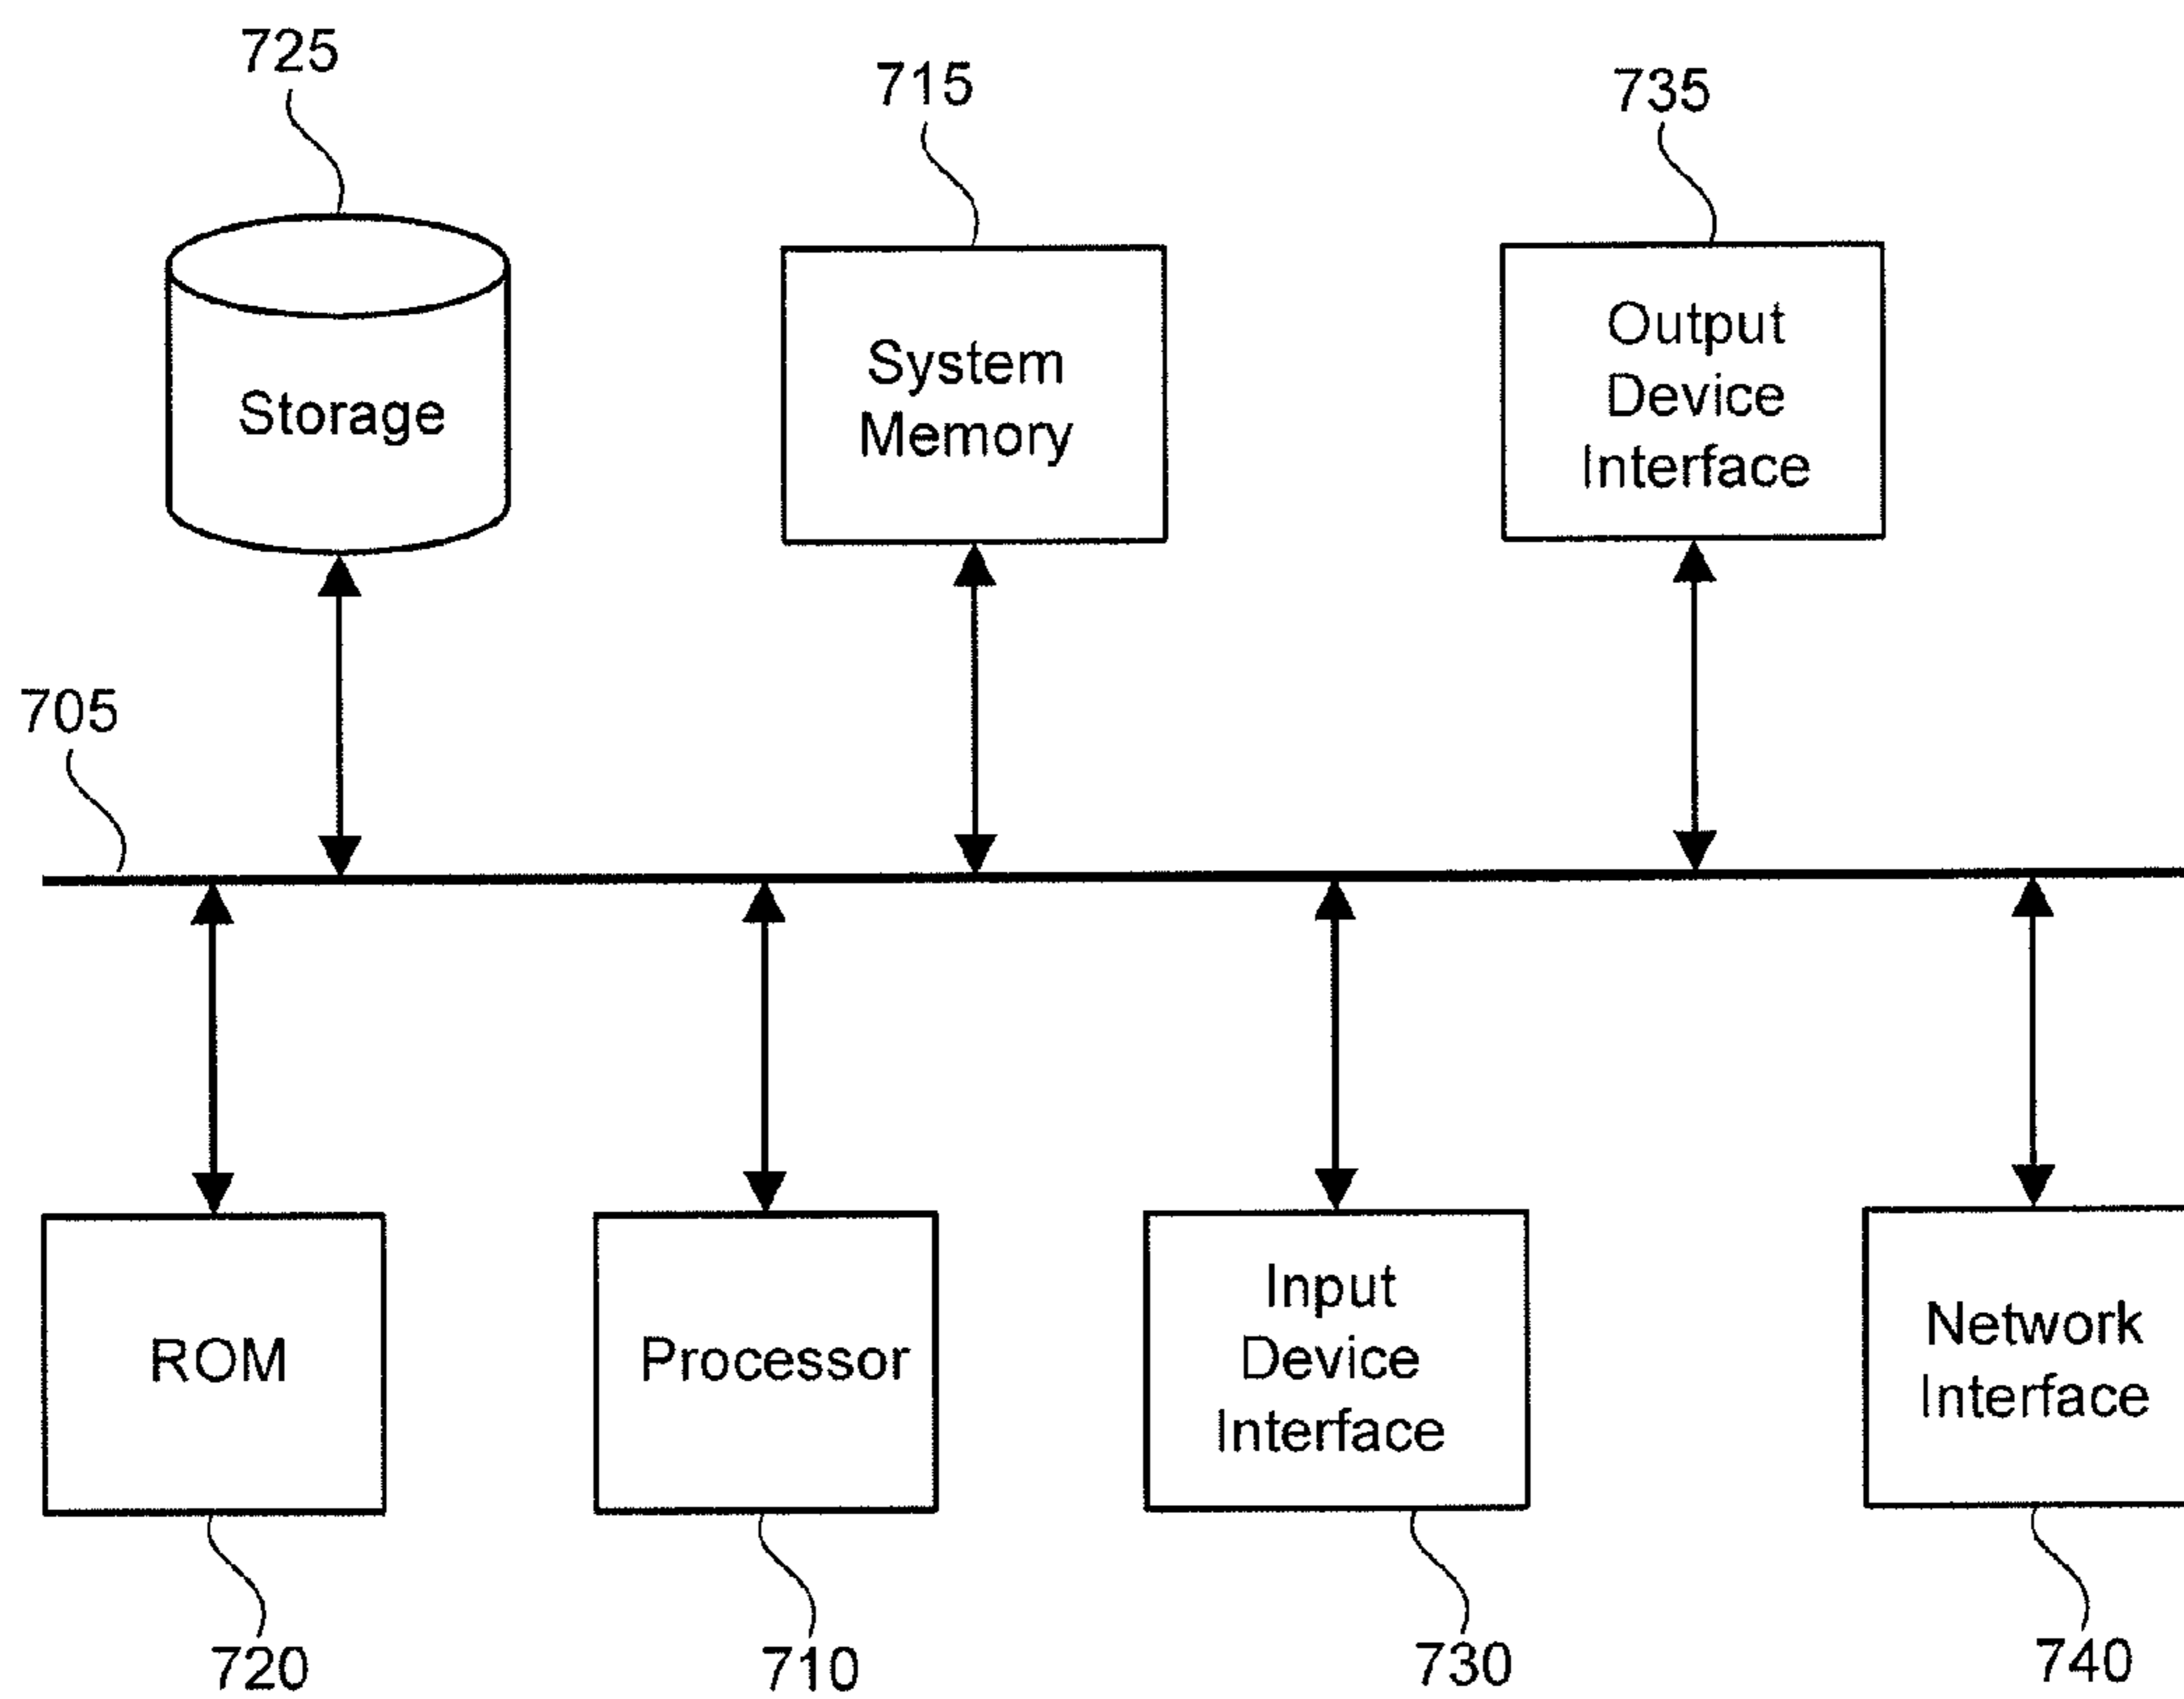 725
715
735
Storage
System
Memory
Output
Device
Interface
705
ROM
Processor
Input
Device
Interface
Network
Interface
720
710
730
740